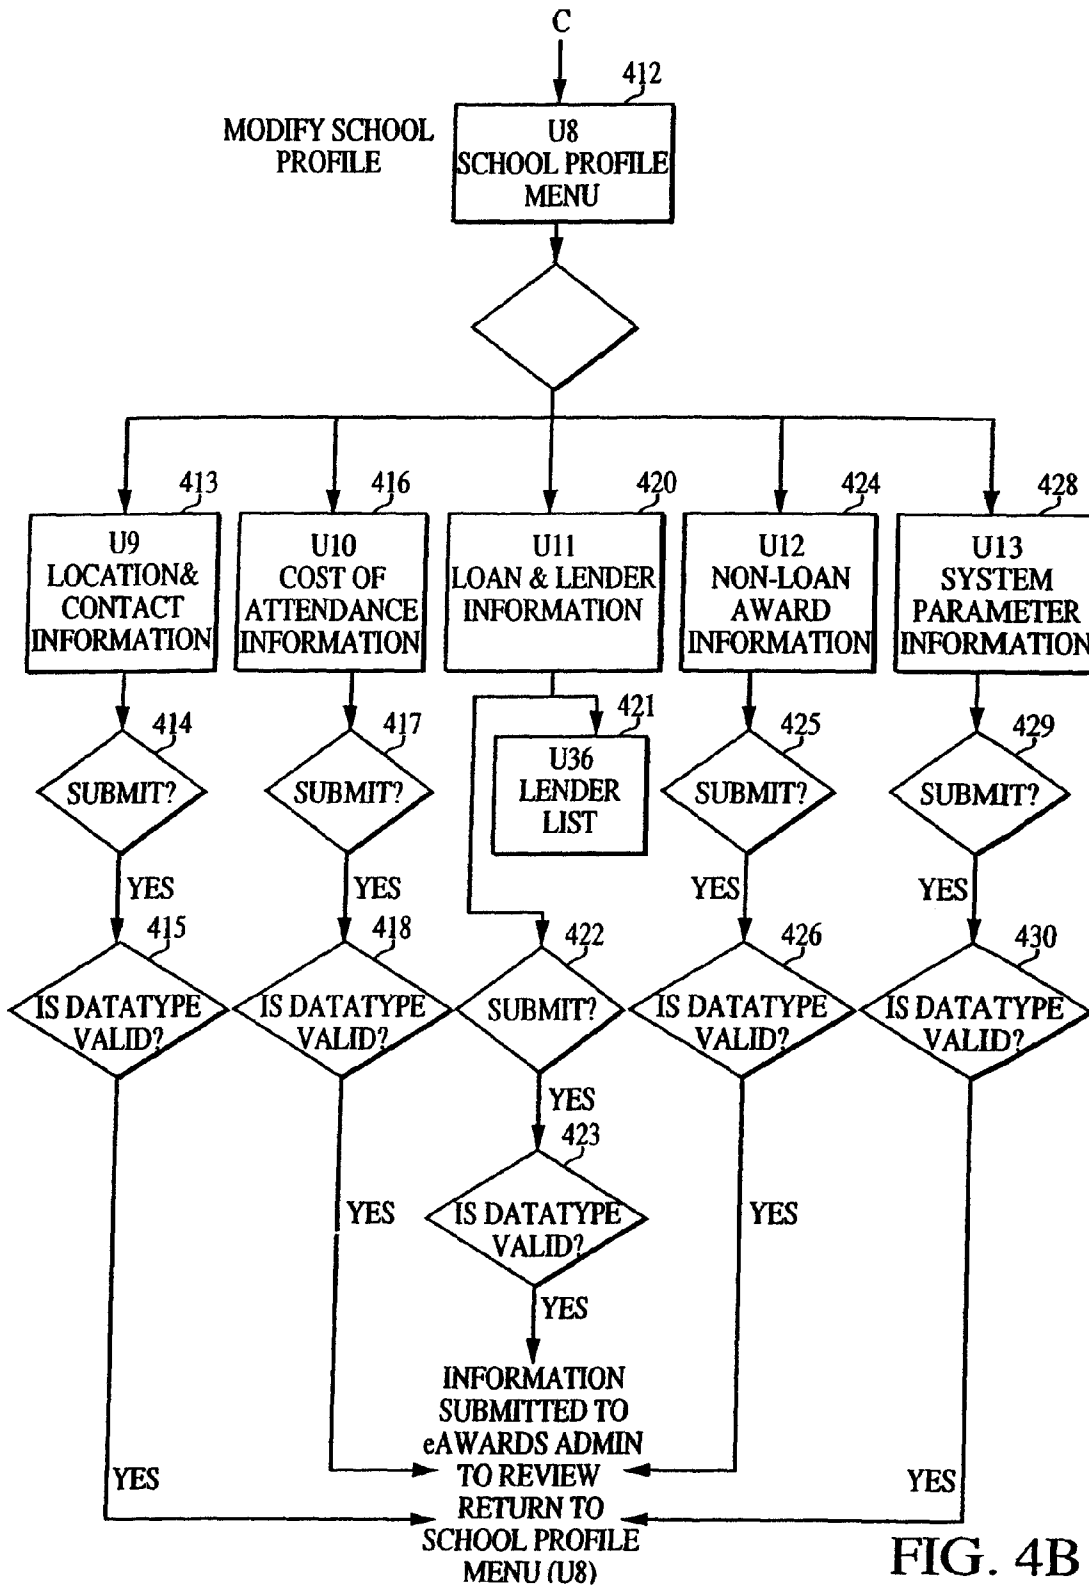 C
412
MODIFY SCHOOL
PROFILE
U8
SCHOOL PROFILE
MENU
413
416
420
424
428
U9
LOCATION&
CONTACT
INFORMATION
U10
COST OF
ATTENDANCE
INFORMATION
U11
LOAN & LENDER
INFORMATION
U12
NON-LOAN
AWARD
INFORMATION
U13
SYSTEM
PARAMETER
INFORMATION
414
417
421
425
429
SUBMIT?
SUBMIT?
U36
LENDER
LIST
SUBMIT?
SUBMIT?
YES
YES
YES
YES
415
418
422
426
430
IS DATATYPE
VALID?
IS DATATYPE
VALID?
SUBMIT?
IS DATATYPE
VALID?
IS DATATYPE
VALID?
YES
423
YES
IS DATATYPE
VALID?
YES
YES
INFORMATION
SUBMITTED TO
eAWARDS ADMIN
TO REVIEW
RETURN TO
SCHOOL PROFILE
MENU (U8)
YES
YES
FIG. 4B